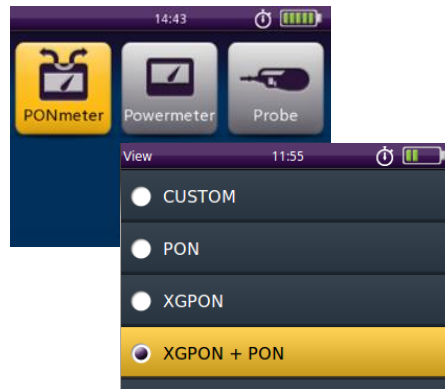 14:43
PONmeter Powermeter Probe
View 11:55
CUSTOM
PON
XGPON
XGPON + PON